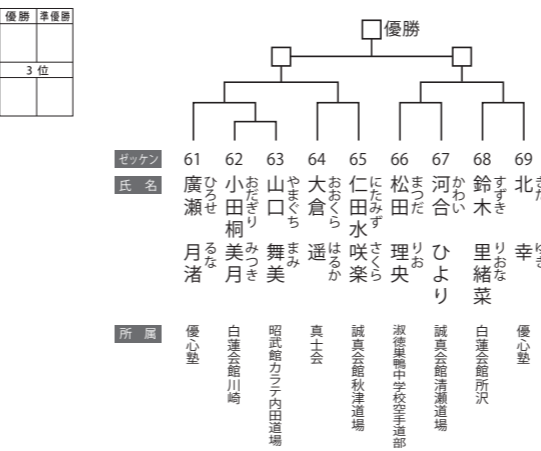 優勝 準優勝
3 位
優勝
ゼッケン 61 62 63 64 65 66 67 68 69
氏 名
廣瀬 月渚 ひろせ るな
小田桐 美月 おだぎり みつき
山口 舞美 やまぐち まみ
大倉 遥 おおくら はるか
仁田水 咲楽 にたみず さくら
松田 理央 まつだ りお
河合 ひより かわい
鈴木 里緒菜 すずき りおな
北 幸 きた ゆき
所 属
優心塾
白蓮会館川崎
昭武館カラテ内田道場
真士会
誠真会館秋津道場
淑徳巣鴨中学校空手道部
誠真会館清瀬道場
白蓮会館所沢
優心塾